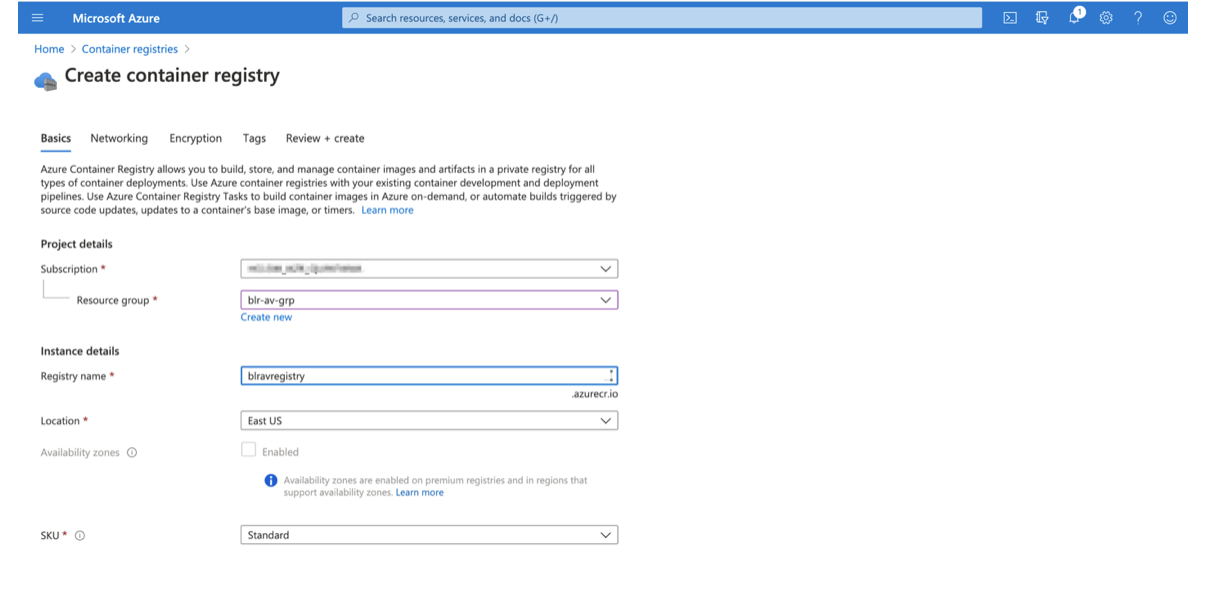 Microsoft Azure
Search resources, services, and docs (G+/)
1
Home > Container registries >
Create container registry
Basics Networking Encryption Tags Review + create
Azure Container Registry allows you to build, store, and manage container images and artifacts in a private registry for all
types of container deployments. Use Azure container registries with your existing container development and deployment
pipelines. Use Azure Container Registry Tasks to build container images in Azure on-demand, or automate builds triggered by
source code updates, updates to a container's base image, or timers. Learn more
Project details
Subscription *
Resource group * blr-av-grp
Create new
Instance details
Registry name * blravregistry
.azurecr.io
Location * East US
Availability zones Enabled
Availability zones are enabled on premium registries and in regions that
support availability zones. Learn more
SKU * Standard